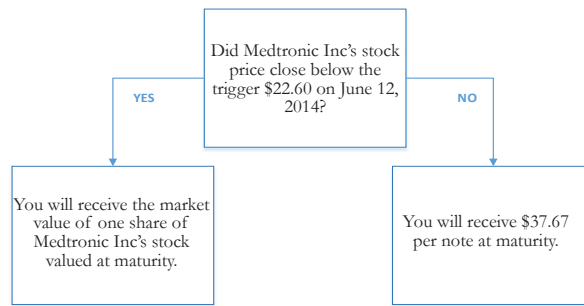 Did Medtronic Inc's stock
price close below the
trigger $22.60 on June 12,
2014?
YES
NO
You will receive the market
value of one share of
Medtronic Inc's stock
valued at maturity.
You will receive $37.67
per note at maturity.